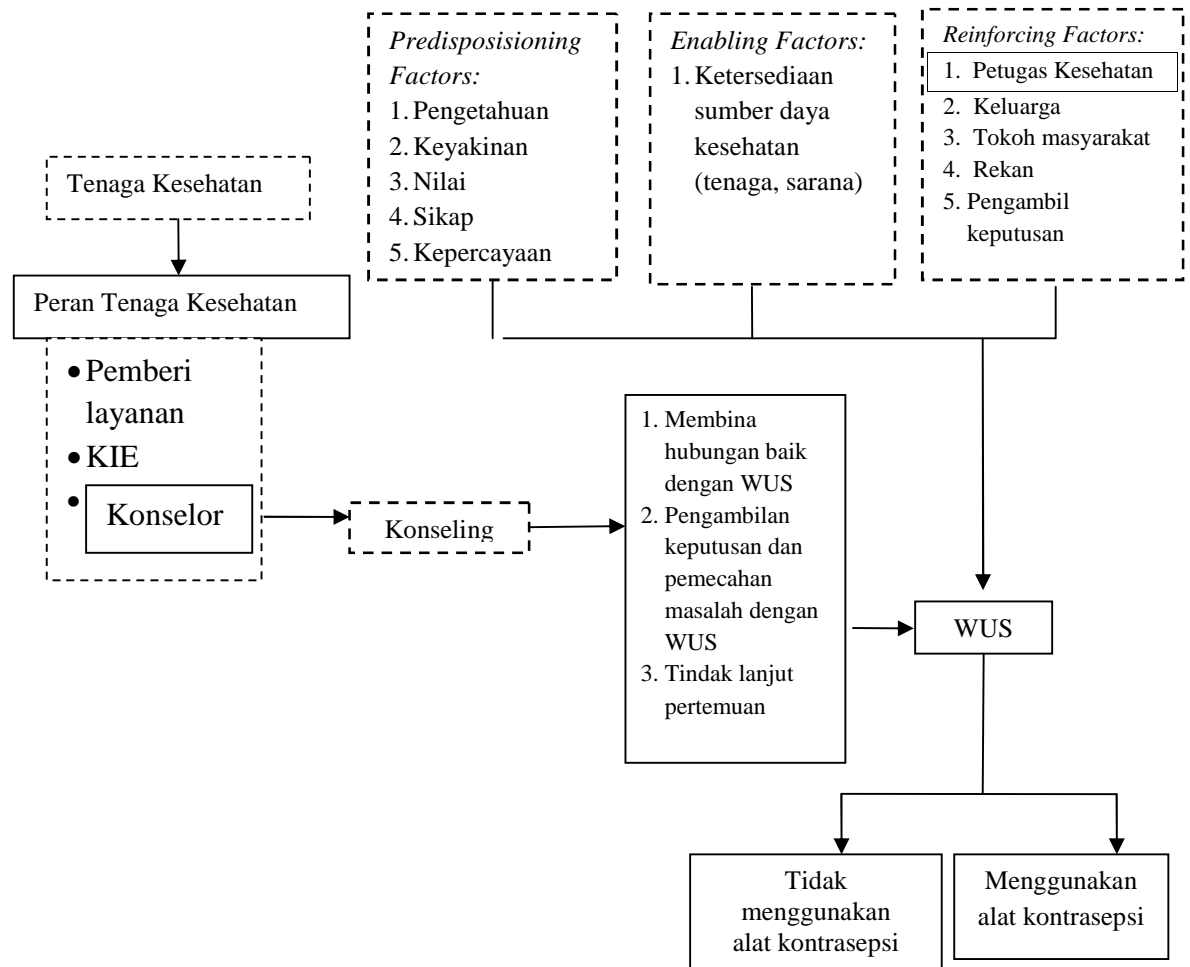 Predisposisioning
Factors:
1. Pengetahuan
2. Keyakinan
3. Nilai
4. Sikap
5. Kepercayaan
Enabling Factors:
1. Ketersediaan
sumber daya
kesehatan
(tenaga, sarana)
Reinforcing Factors:
1. Petugas Kesehatan
2. Keluarga
3. Tokoh masyarakat
4. Rekan
5. Pengambil
keputusan
Tenaga Kesehatan
Peran Tenaga Kesehatan
• Pemberi
layanan
• KIE
• Konselor
Konseling
1. Membina
hubungan baik
dengan WUS
2. Pengambilan
keputusan dan
pemecahan
masalah dengan
WUS
3. Tindak lanjut
pertemuan
WUS
Tidak
menggunakan
alat kontrasepsi
Menggunakan
alat kontrasepsi